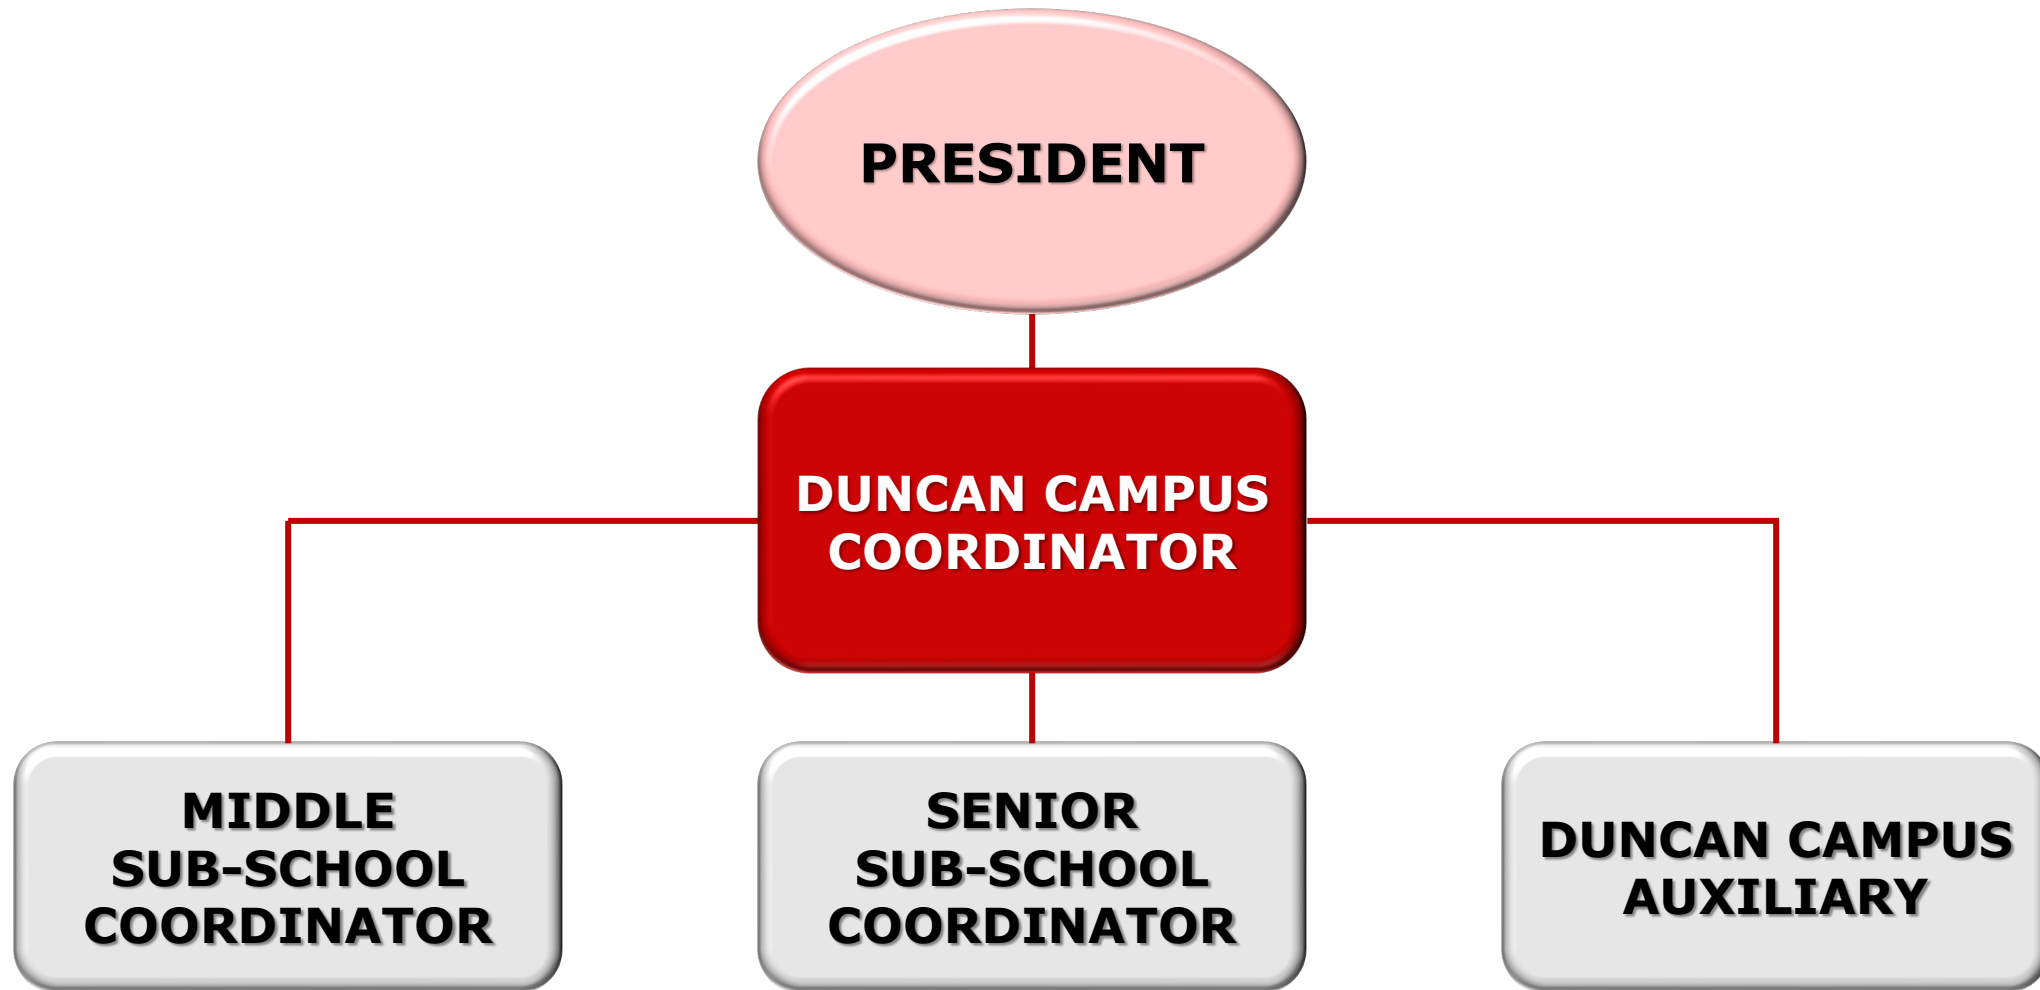 PRESIDENT
DUNCAN CAMPUS
COORDINATOR
MIDDLE
SUB-SCHOOL
COORDINATOR
SENIOR
SUB-SCHOOL
COORDINATOR
DUNCAN CAMPUS
AUXILIARY